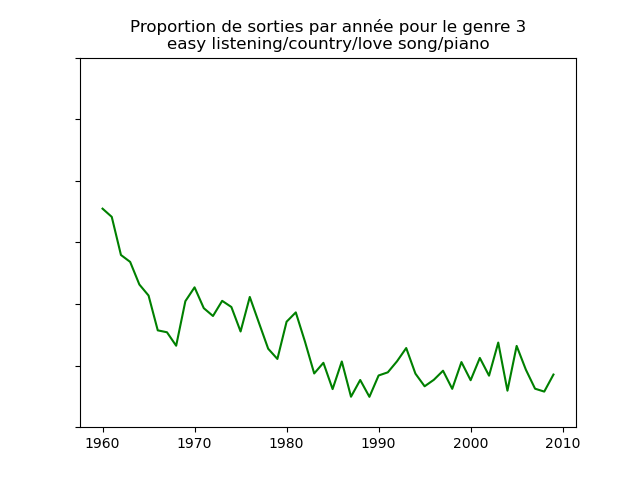 Proportion de sorties par année pour le genre 3
easy listening/country/love song/piano
1960 1970 1980 1990 2000 2010